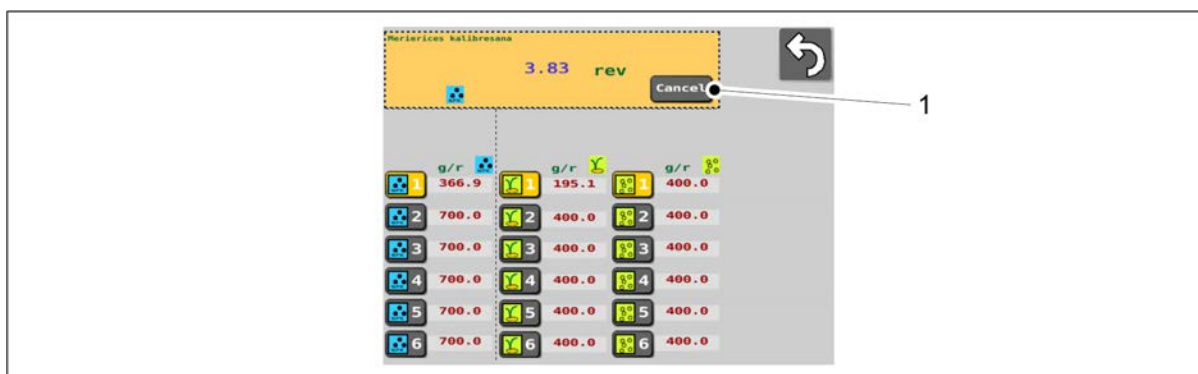 Merierices kalibresana
3.83 rev
Cancel
1
g/r g/r g/r
1 366.9 1 195.1 1 400.0
2 700.0 2 400.0 2 400.0
3 700.0 3 400.0 3 400.0
4 700.0 4 400.0 4 400.0
5 700.0 5 400.0 5 400.0
6 700.0 6 400.0 6 400.0